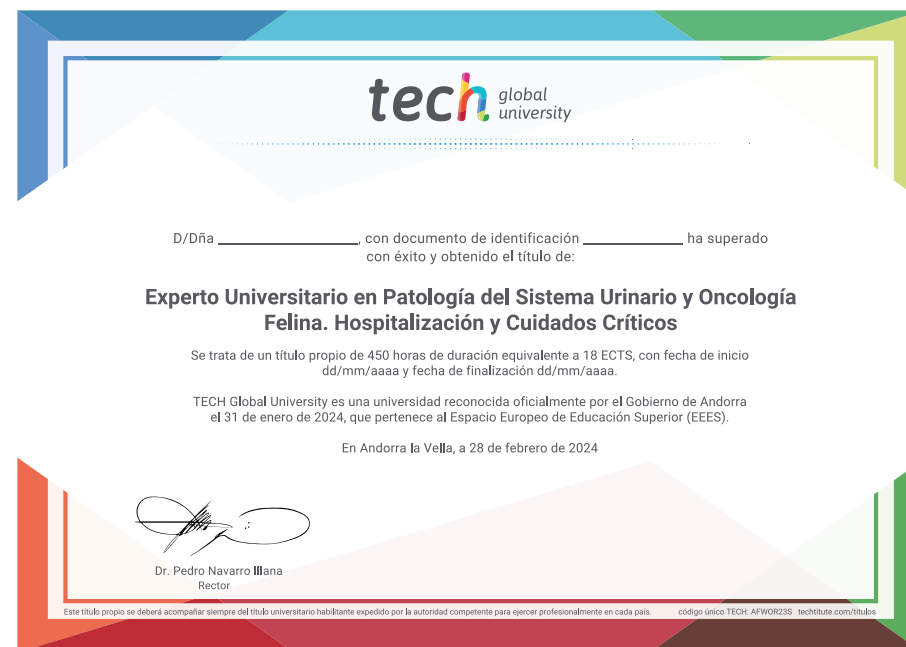 tech global
university
D/Dña ____________________, con documento de identificación ______________ ha superado
con éxito y obtenido el título de:
Experto Universitario en Patología del Sistema Urinario y Oncología
Felina. Hospitalización y Cuidados Críticos
Se trata de un título propio de 450 horas de duración equivalente a 18 ECTS, con fecha de inicio
dd/mm/aaaa y fecha de finalización dd/mm/aaaa.
TECH Global University es una universidad reconocida oficialmente por el Gobierno de Andorra
el 31 de enero de 2024, que pertenece al Espacio Europeo de Educación Superior (EEES).
En Andorra la Vella, a 28 de febrero de 2024
Dr. Pedro Navarro Illana
Rector
Este título propio se deberá acompañar siempre del título universitario habilitante expedido por la autoridad competente para ejercer profesionalmente en cada país. código único TECH: AFWOR23S techtitute.com/titulos